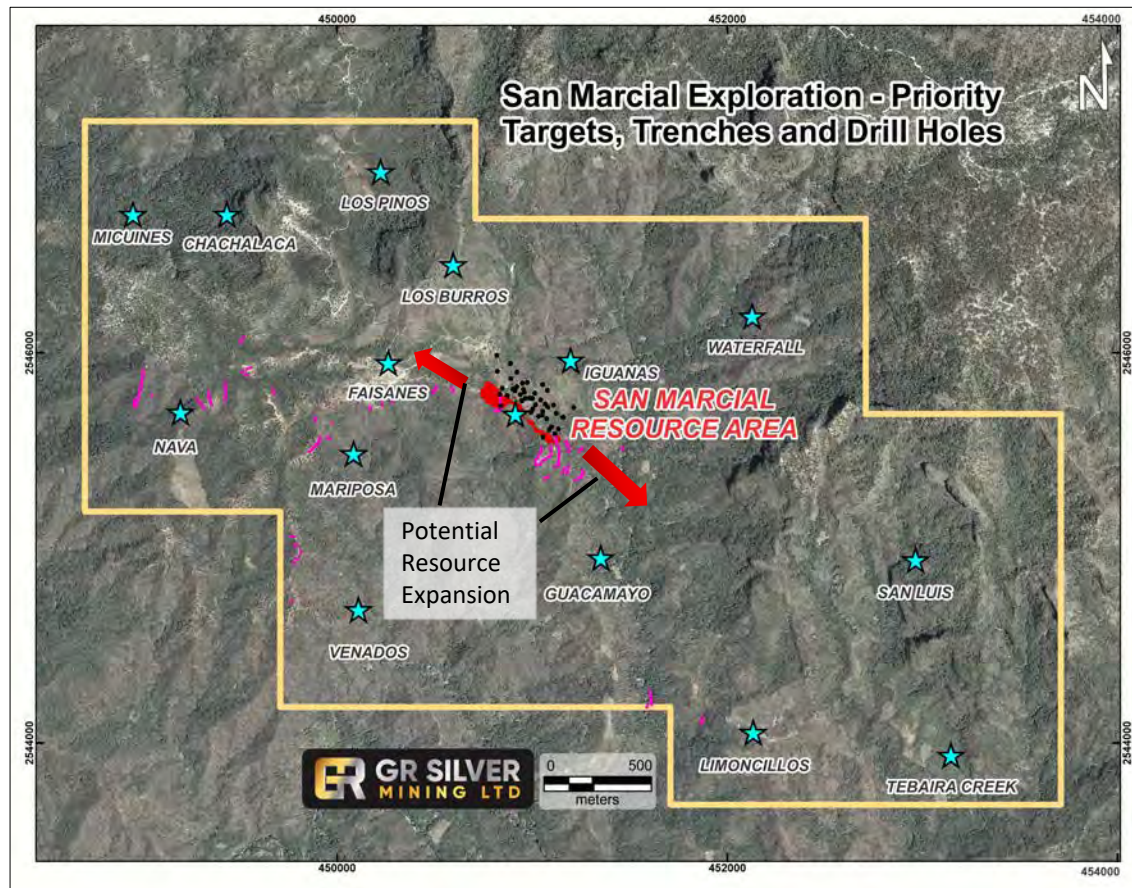 450000
452000
454000
San Marcial Exploration - Priority
Targets, Trenches and Drill Holes
N
LOS PINOS
MICUINES
CHACHALACA
LOS BURROS
WATERFALL
2546000
2546000
IGUANAS
FAISANES
SAN MARCIAL
RESOURCE AREA
NAVA
MARIPOSA
Potential
Resource
Expansion
GUACAMAYO
SAN LUIS
VENADOS
2544000
2544000
LIMONCILLOS
TEBAIRA CREEK
GR GR SILVER
MINING LTD
0 500
meters
450000
452000
454000